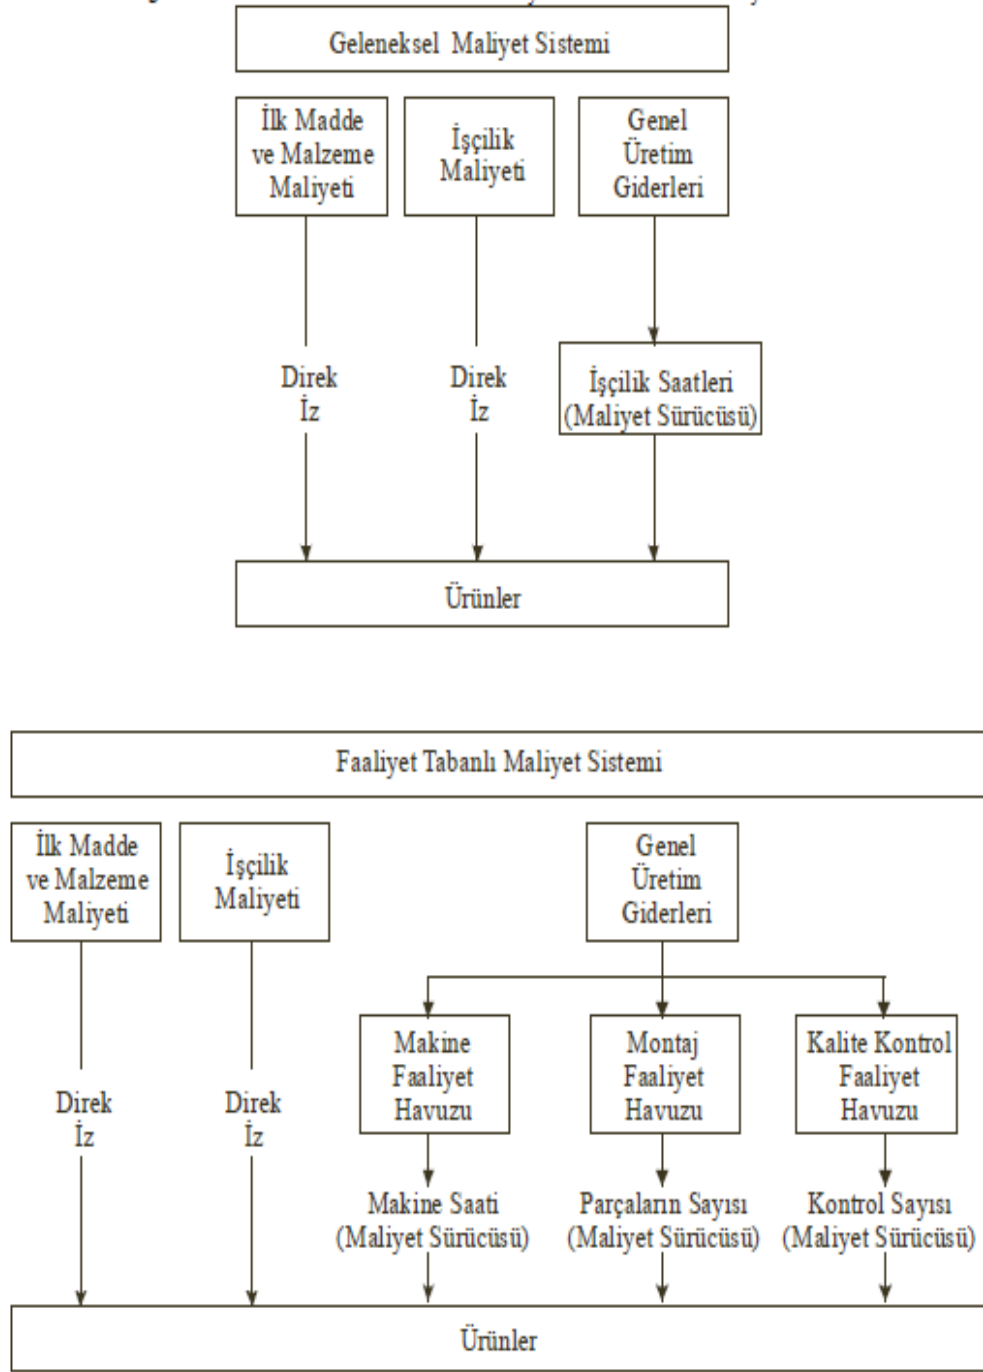 Geleneksel Maliyet Sistemi
İlk Madde
ve Malzeme
Maliyeti
İşçilik
Maliyeti
Genel
Üretim
Giderleri
Direk
İz
Direk
İz
İşçilik Saatleri
(Maliyet Sürücüsü)
Ürünler
Faaliyet Tabanlı Maliyet Sistemi
İlk Madde
ve Malzeme
Maliyeti
İşçilik
Maliyeti
Genel
Üretim
Giderleri
Makine
Faaliyet
Havuzu
Montaj
Faaliyet
Havuzu
Kalite Kontrol
Faaliyet
Havuzu
Direk
İz
Direk
İz
Makine Saati
(Maliyet Sürücüsü)
Parçaların Sayısı
(Maliyet Sürücüsü)
Kontrol Sayısı
(Maliyet Sürücüsü)
Ürünler